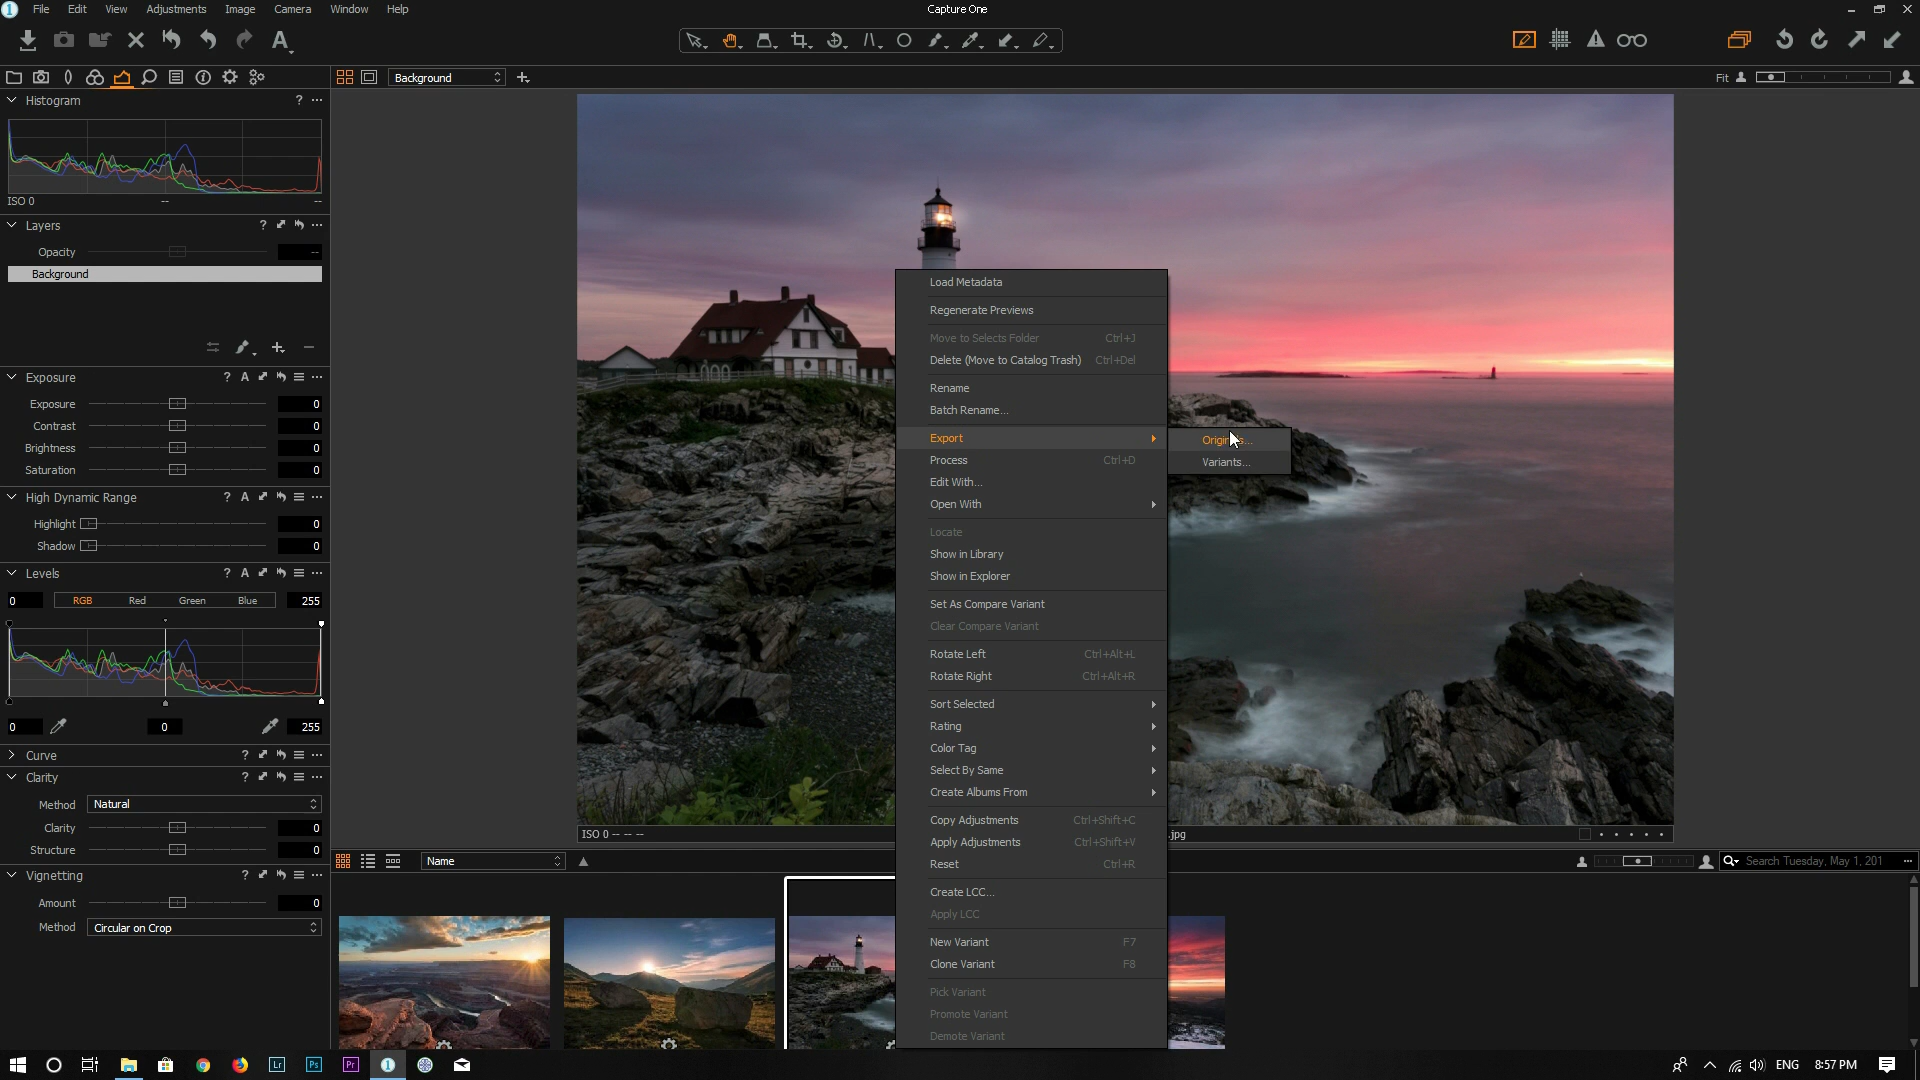 File Edit View Adjustments Image Camera Window Help
Capture One
Background
Fit
Histogram
ISO 0 -- --
Layers
Opacity --
Background
Exposure
Exposure 0
Contrast 0
Brightness 0
Saturation 0
High Dynamic Range
Highlight 0
Shadow 0
Levels
0 RGB Red Green Blue 255
0 0 255
Curve
Clarity
Method Natural
Clarity 0
Structure 0
Vignetting
Amount 0
Method Circular on Crop
Load Metadata
Regenerate Previews
Move to Selects Folder Ctrl+J
Delete (Move to Catalog Trash) Ctrl+Del
Rename
Batch Rename...
Export
Process Ctrl+D
Edit With...
Open With
Locate
Show in Library
Show in Explorer
Set As Compare Variant
Clear Compare Variant
Rotate Left Ctrl+Alt+L
Rotate Right Ctrl+Alt+R
Sort Selected
Rating
Color Tag
Select By Same
Create Albums From
Copy Adjustments Ctrl+Shift+C
Apply Adjustments Ctrl+Shift+V
Reset Ctrl+R
Create LCC...
Apply LCC
New Variant F7
Clone Variant F8
Pick Variant
Promote Variant
Demote Variant
Variants...
ISO 0 -- -- --
.jpg
Name
Search Tuesday, May 1, 201
Lr Ps Pr 1
ENG 8:57 PM